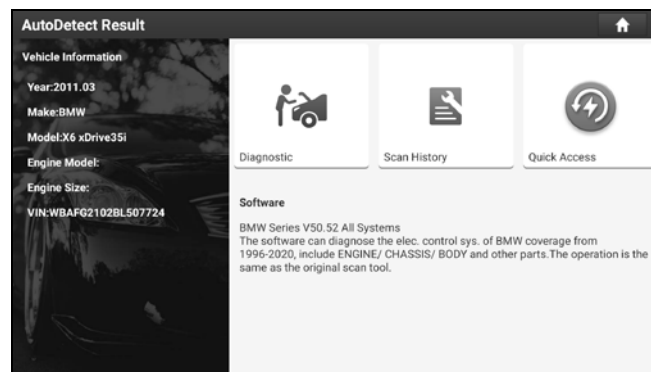 AutoDetect Result
Vehicle Information
Year:2011.03
Make:BMW
Model:X6 xDrive35i
Engine Model:
Engine Size:
VIN:WBAFG2102BL507724
Diagnostic
Scan History
Quick Access
Software
BMW Series V50.52 All Systems
The software can diagnose the elec. control sys. of BMW coverage from
1996-2020, include ENGINE/ CHASSIS/ BODY and other parts.The operation is the
same as the original scan tool.